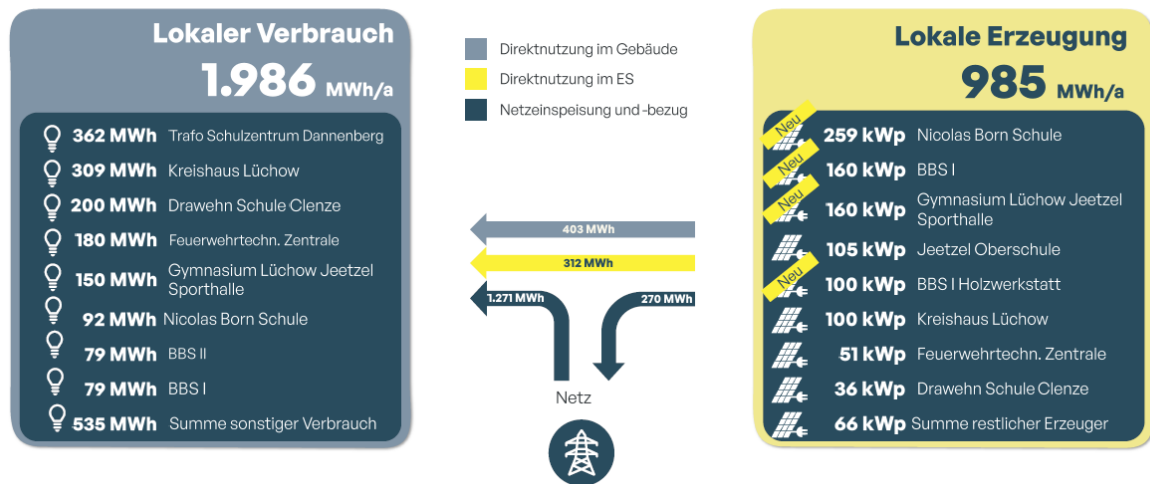 Lokaler Verbrauch
1.986 MWh/a
362 MWh Trafo Schulzentrum Dannenberg
309 MWh Kreishaus Lüchow
200 MWh Drawehn Schule Clenze
180 MWh Feuerwehrtechn. Zentrale
150 MWh Gymnasium Lüchow Jeetzel
Sporthalle
92 MWh Nicolas Born Schule
79 MWh BBS II
79 MWh BBS I
535 MWh Summe sonstiger Verbrauch
Direktnutzung im Gebäude
Direktnutzung im ES
Netzeinspeisung und -bezug
403 MWh
312 MWh
1.271 MWh
270 MWh
Netz
Lokale Erzeugung
985 MWh/a
Neu 259 kWp Nicolas Born Schule
Neu 160 kWp BBS I
Neu 160 kWp Gymnasium Lüchow Jeetzel
Sporthalle
105 kWp Jeetzel Oberschule
Neu 100 kWp BBS I Holzwerkstatt
100 kWp Kreishaus Lüchow
51 kWp Feuerwehrtechn. Zentrale
36 kWp Drawehn Schule Clenze
66 kWp Summe restlicher Erzeuger